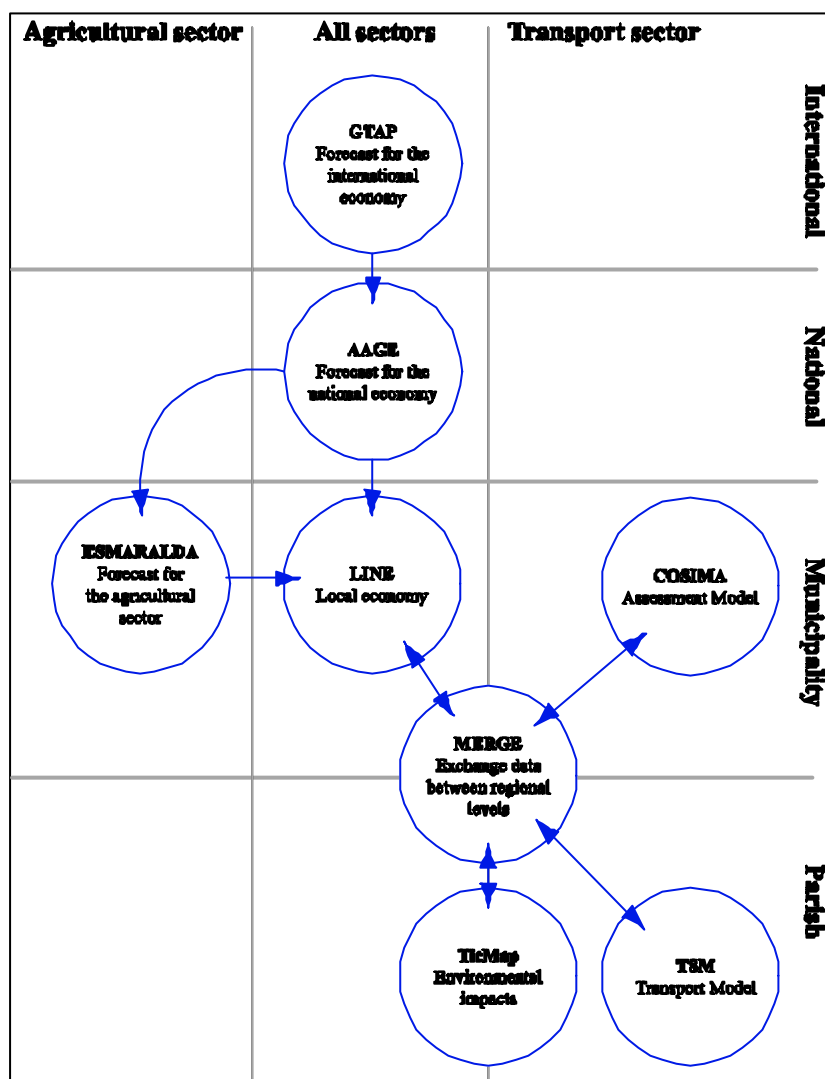 Agricultural sector
All sectors
Transport sector
International
GTAP
Forecast for the
international
economy
National
AAGE
Forecast for the
national economy
Municipality
ESMARALDA
Forecast for
the agricultural
sector
LINE
Local economy
COSIMA
Assessment Model
MERGE
Exchange data
between regional
levels
Parish
TicMap
Environmental
impacts
TSM
Transport Model